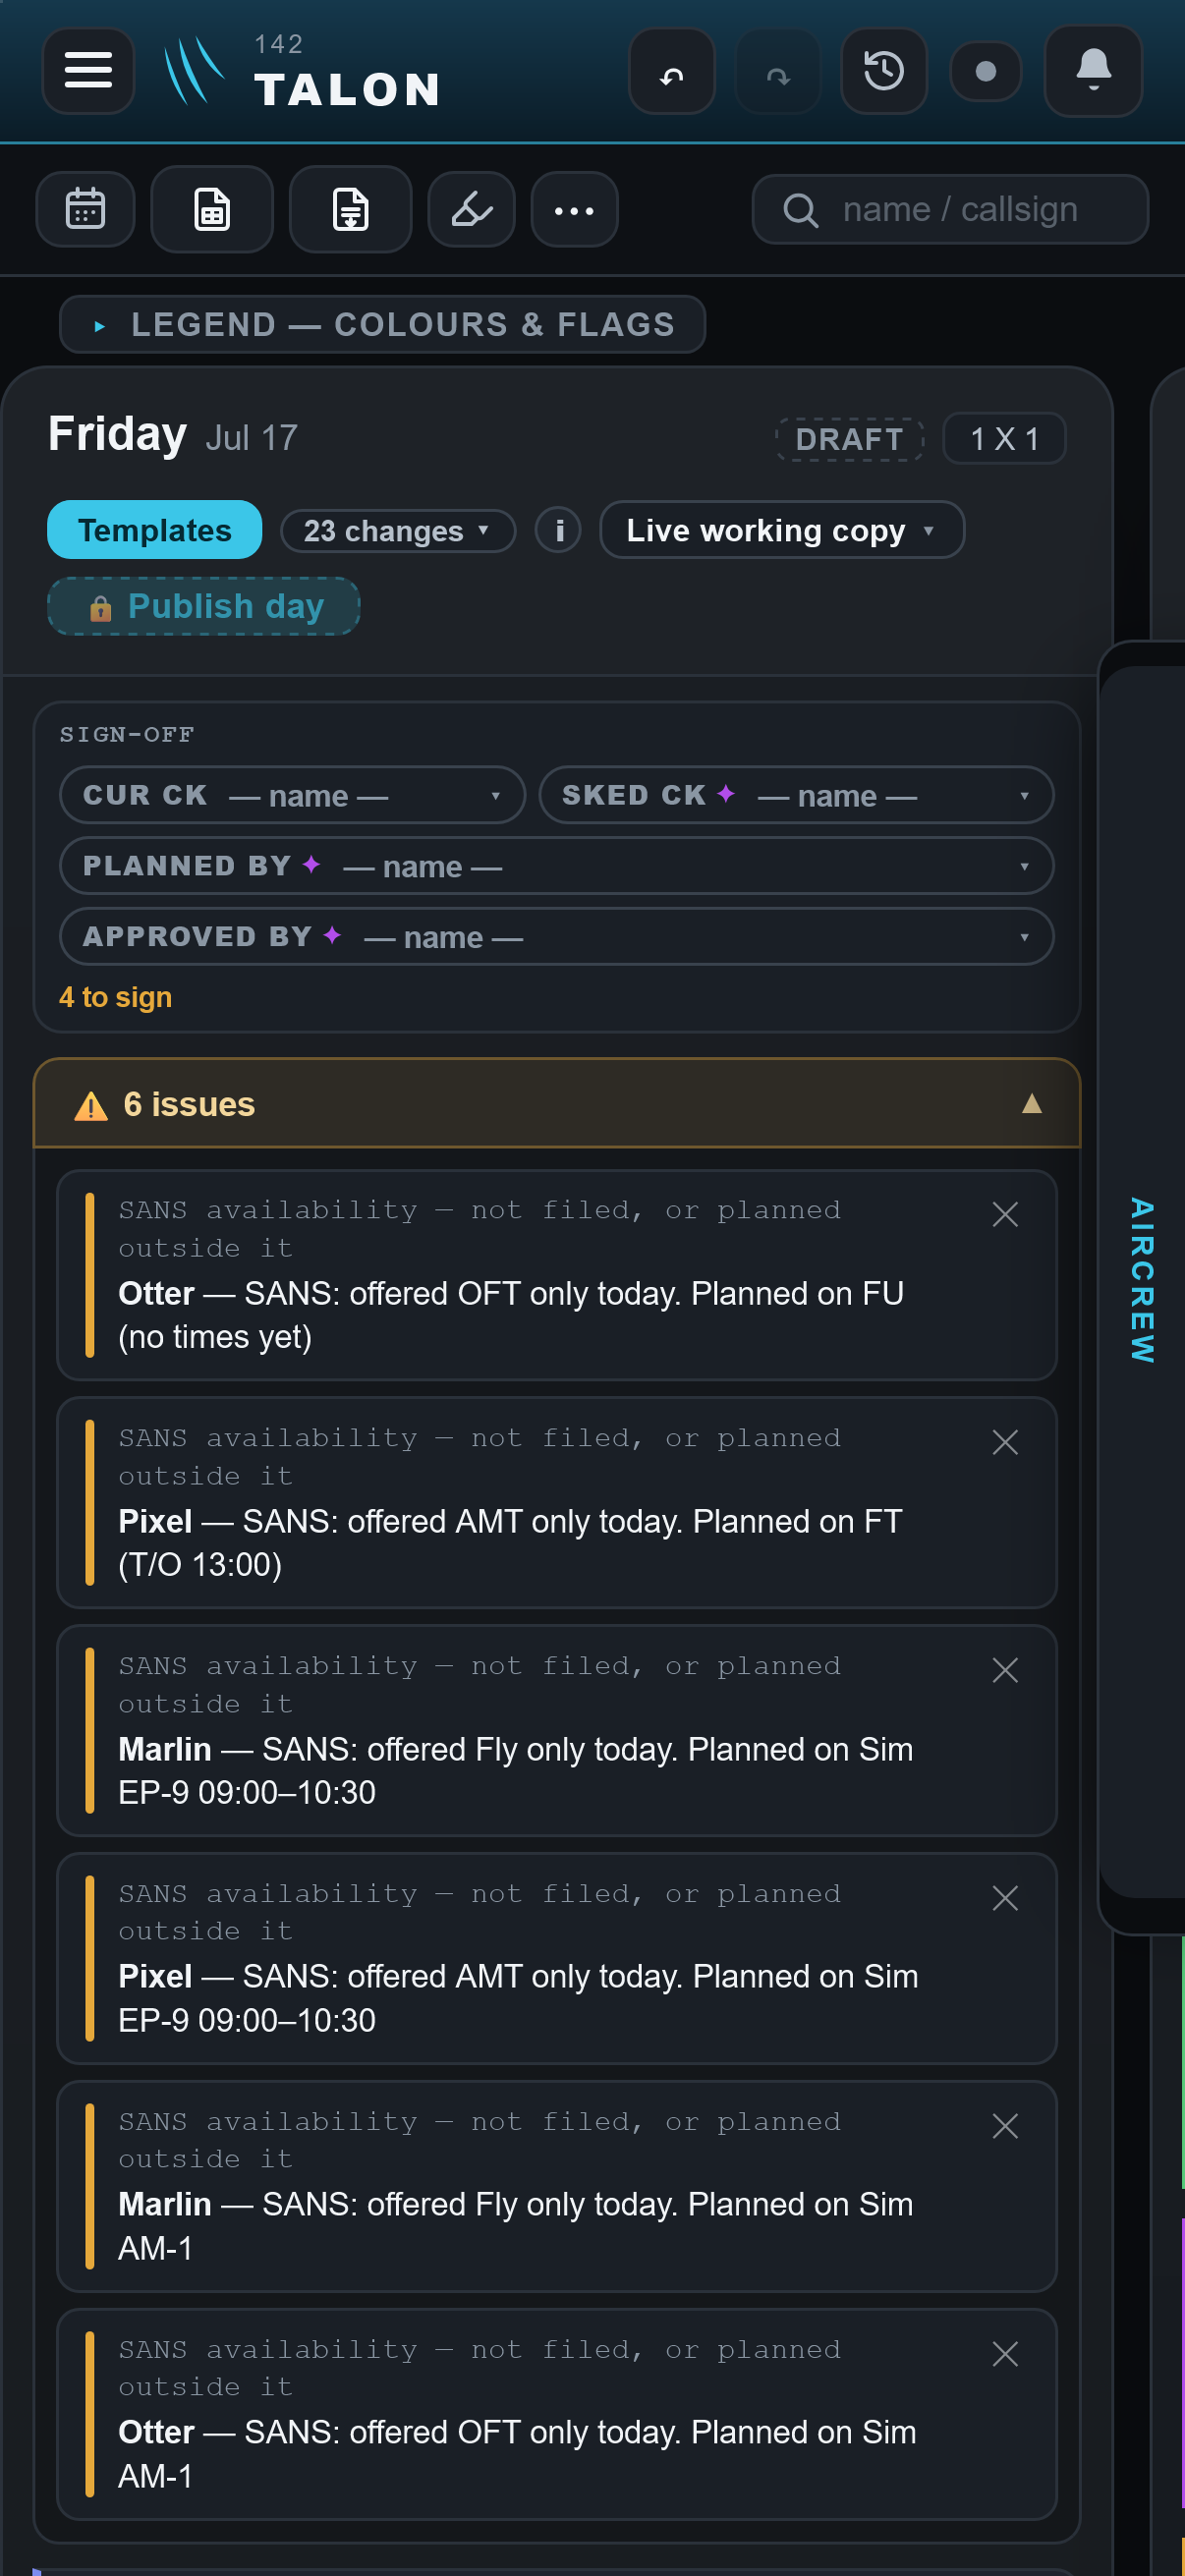 142
TALON
name / callsign
▸ LEGEND — COLOURS & FLAGS
Friday Jul 17 DRAFT 1 X 1
Templates 23 changes ▾ i Live working copy ▾
🔒 Publish day
SIGN-OFF
CUR CK — name — ▾ SKED CK ✦ — name — ▾
PLANNED BY ✦ — name — ▾
APPROVED BY ✦ — name — ▾
4 to sign
⚠️ 6 issues ▲
SANS availability — not filed, or planned
outside it
Otter — SANS: offered OFT only today. Planned on FU
(no times yet)
SANS availability — not filed, or planned
outside it
Pixel — SANS: offered AMT only today. Planned on FT
(T/O 13:00)
SANS availability — not filed, or planned
outside it
Marlin — SANS: offered Fly only today. Planned on Sim
EP-9 09:00–10:30
SANS availability — not filed, or planned
outside it
Pixel — SANS: offered AMT only today. Planned on Sim
EP-9 09:00–10:30
SANS availability — not filed, or planned
outside it
Marlin — SANS: offered Fly only today. Planned on Sim
AM-1
SANS availability — not filed, or planned
outside it
Otter — SANS: offered OFT only today. Planned on Sim
AM-1
AIRCREW